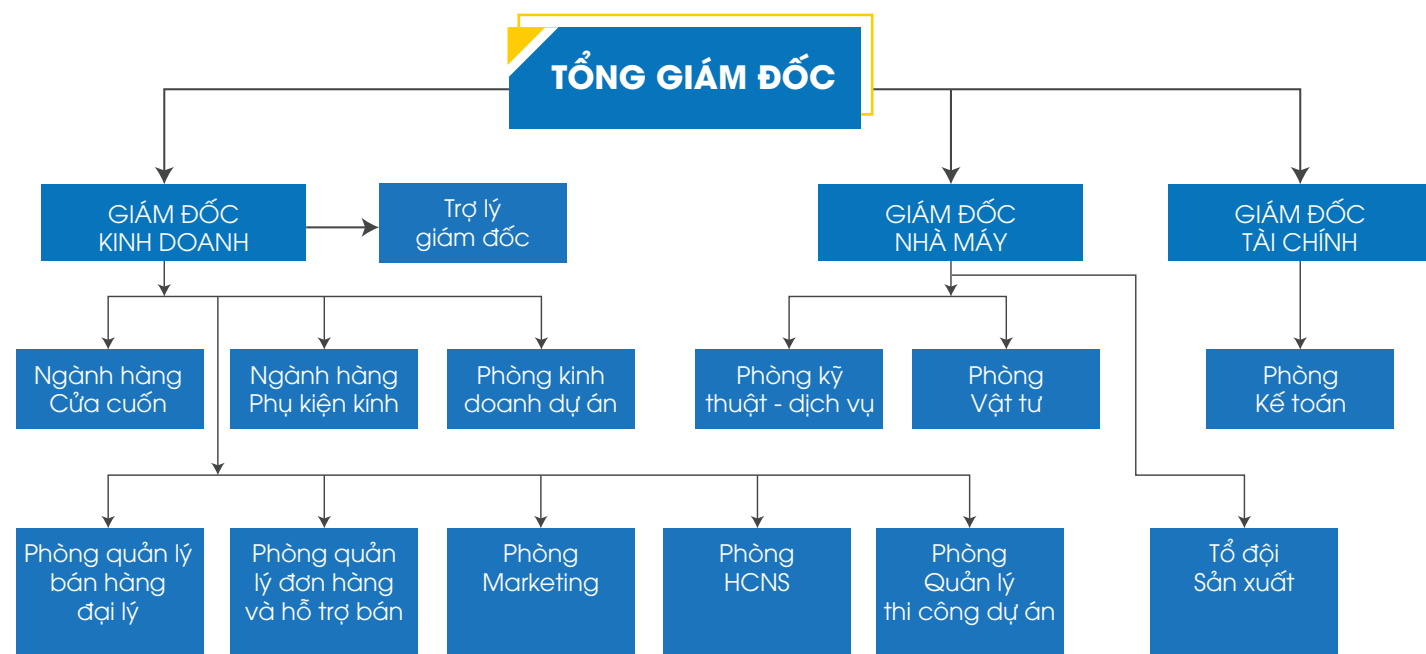 TỔNG GIÁM ĐỐC
GIÁM ĐỐC
KINH DOANH
Trợ lý
giám đốc
GIÁM ĐỐC
NHÀ MÁY
GIÁM ĐỐC
TÀI CHÍNH
Ngành hàng
Cửa cuốn
Ngành hàng
Phụ kiện kính
Phòng kinh
doanh dự án
Phòng kỹ
thuật - dịch vụ
Phòng
Vật tư
Phòng
Kế toán
Phòng quản lý
bán hàng
đại lý
Phòng quản
lý đơn hàng
và hỗ trợ bán
Phòng
Marketing
Phòng
HCNS
Phòng
Quản lý
thi công dự án
Tổ đội
Sản xuất